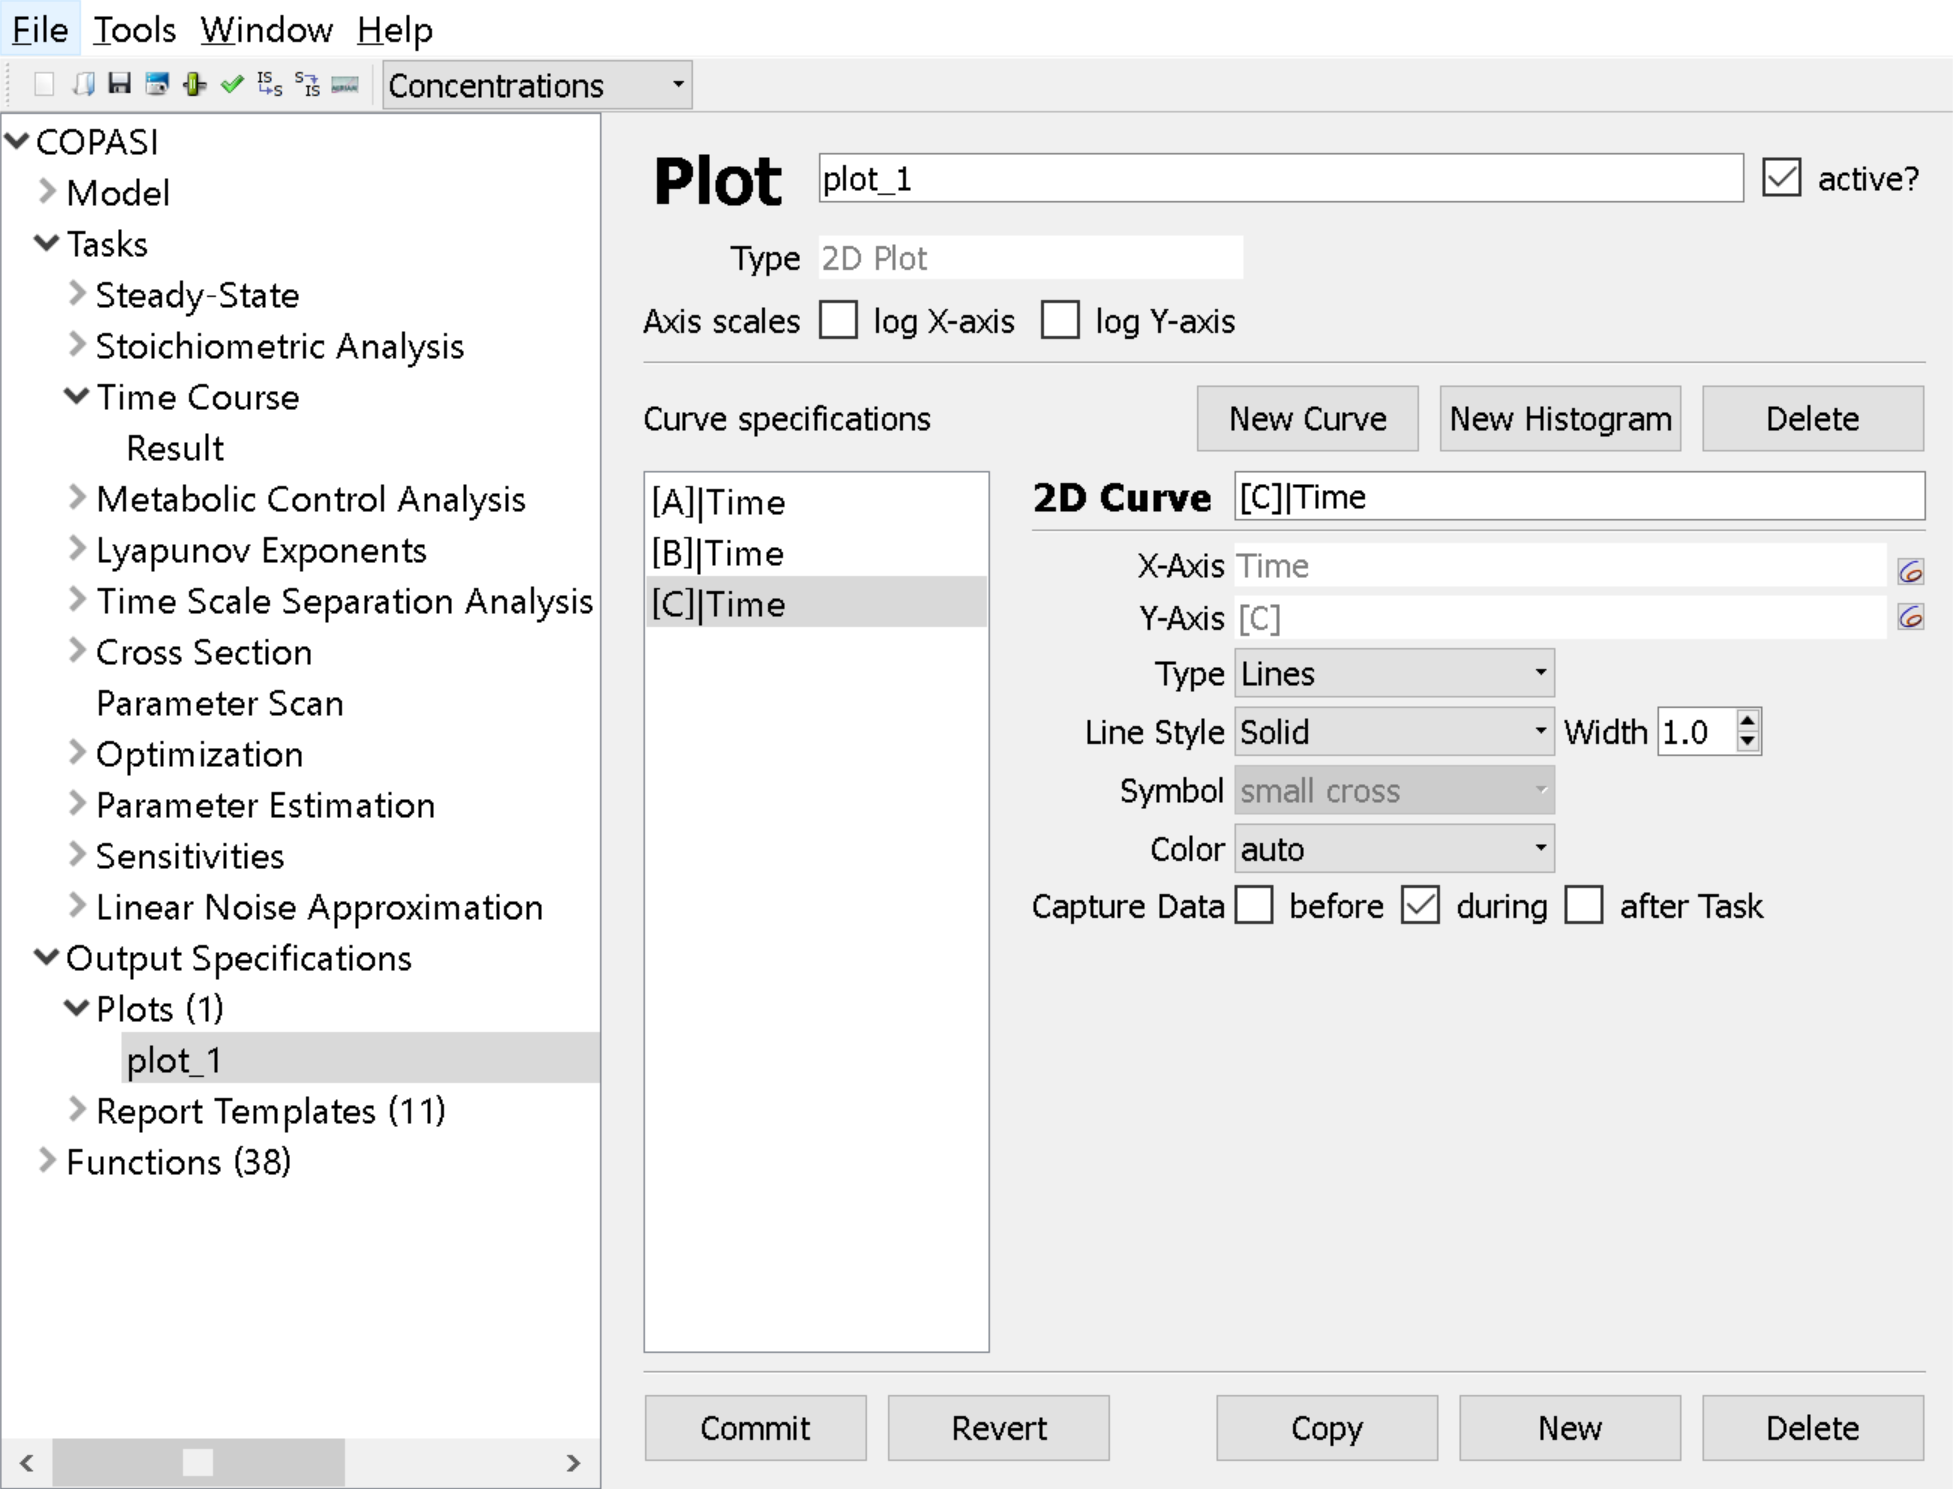 File Tools Window Help
Concentrations
COPASI
Model
Tasks
Steady-State
Stoichiometric Analysis
Time Course
Result
Metabolic Control Analysis
Lyapunov Exponents
Time Scale Separation Analysis
Cross Section
Parameter Scan
Optimization
Parameter Estimation
Sensitivities
Linear Noise Approximation
Output Specifications
Plots (1)
plot_1
Report Templates (11)
Functions (38)
Plot plot_1 active?
Type 2D Plot
Axis scales log X-axis log Y-axis
Curve specifications New Curve New Histogram Delete
[A]|Time
[B]|Time
[C]|Time
2D Curve [C]|Time
X-Axis Time
Y-Axis [C]
Type Lines
Line Style Solid Width 1.0
Symbol small cross
Color auto
Capture Data before during after Task
Commit Revert Copy New Delete